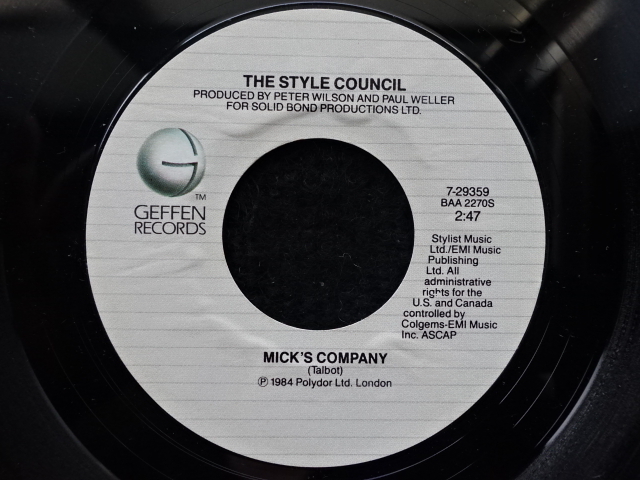 THE STYLE COUNCIL
PRODUCED BY PETER WILSON AND PAUL WELLER
FOR SOLID BOND PRODUCTIONS LTD.
TM
GEFFEN
RECORDS
7-29359
BAA 2270S
2:47
Stylist Music
Ltd./EMI Music
Publishing
Ltd. All
administrative
rights for the
U.S. and Canada
controlled by
Colgems-EMI Music
Inc. ASCAP
MICK'S COMPANY
(Talbot)
℗ 1984 Polydor Ltd. London